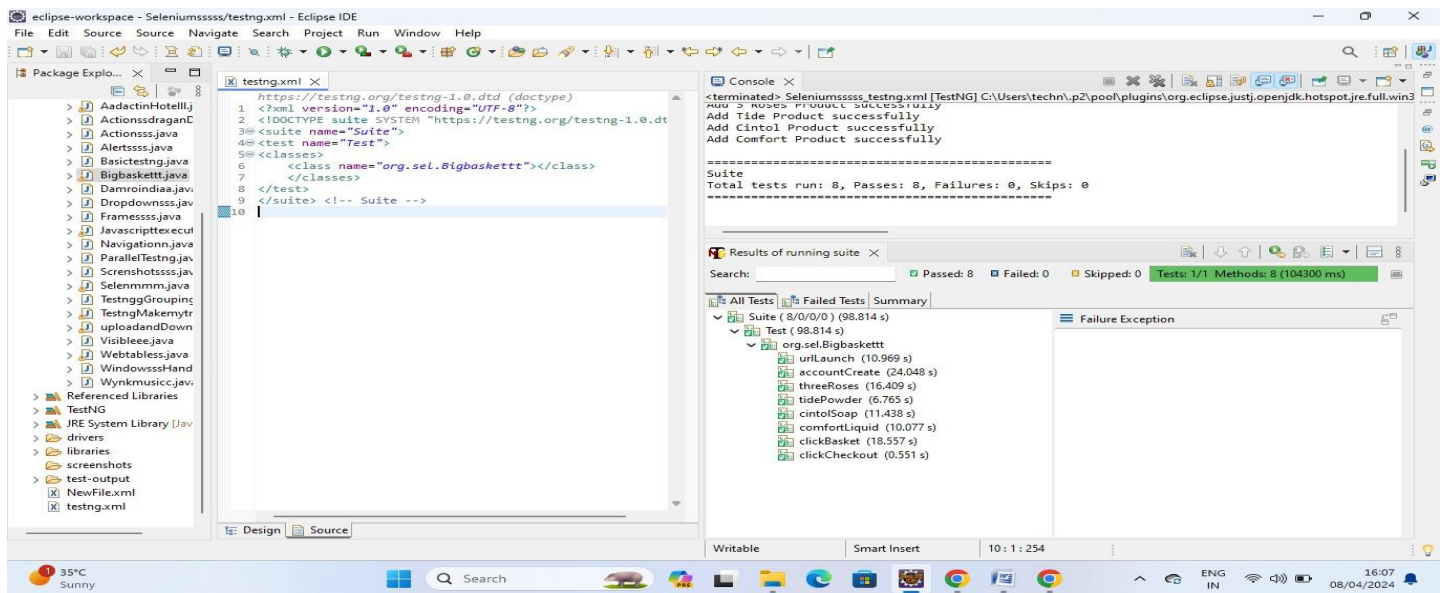 eclipse-workspace - Seleniumsssss/testng.xml - Eclipse IDE
File Edit Source Source Navigate Search Project Run Window Help
Package Explo...
AadactinHotelll.j
ActionssdraganD
Actionsss.java
Alertssss.java
Basictestng.java
Bigbaskettt.java
Damroindiaa.java
Dropdownsss.jav
Framessss.java
Javascripttexecut
Navigationn.java
ParallelTestng.jav
Screnshotssss.jav
Selenmmm.java
TestnggGrouping
TestngMakemytr
uploadandDown
Visibleee.java
Webtabless.java
WindowsssHand
Wynkmusicc.java
Referenced Libraries
TestNG
JRE System Library [Jav
drivers
libraries
screenshots
test-output
NewFile.xml
testng.xml
testng.xml
https://testng.org/testng-1.0.dtd (doctype)
1 <?xml version="1.0" encoding="UTF-8"?>
2 <!DOCTYPE suite SYSTEM "https://testng.org/testng-1.0.dt
3 <suite name="Suite">
4 <test name="Test">
5 <classes>
6 <class name="org.sel.Bigbaskettt"></class>
7 </classes>
8 </test>
9 </suite> <!-- Suite -->
10
Design Source
Console
<terminated> Seleniumsssss_testng.xml [TestNG] C:\Users\techn\.p2\pool\plugins\org.eclipse.justj.openjdk.hotspot.jre.full.win3
Add 3 Roses Product successfully
Add Tide Product successfully
Add Cintol Product successfully
Add Comfort Product successfully
===============================================
Suite
Total tests run: 8, Passes: 8, Failures: 0, Skips: 0
===============================================
Results of running suite
Search: Passed: 8 Failed: 0 Skipped: 0 Tests: 1/1 Methods: 8 (104300 ms)
All Tests Failed Tests Summary
Suite ( 8/0/0/0 ) (98.814 s)
Test ( 98.814 s)
org.sel.Bigbaskettt
urlLaunch (10.969 s)
accountCreate (24.048 s)
threeRoses (16.409 s)
tidePowder (6.765 s)
cintolSoap (11.438 s)
comfortLiquid (10.077 s)
clickBasket (18.557 s)
clickCheckout (0.551 s)
Failure Exception
Writable Smart Insert 10 : 1 : 254
1
35°C
Sunny
Search
PRE
ENG
IN
16:07
08/04/2024